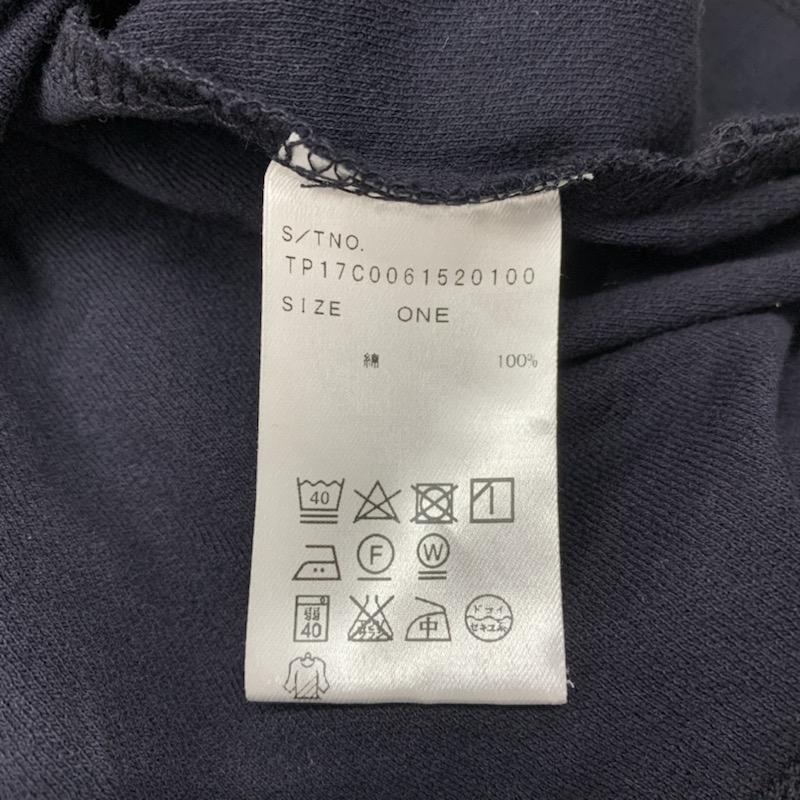 S/TNO.
TP17C0061520100
SIZE ONE
綿 100%
40
F W
弱 40 中 ドライ セキユ系